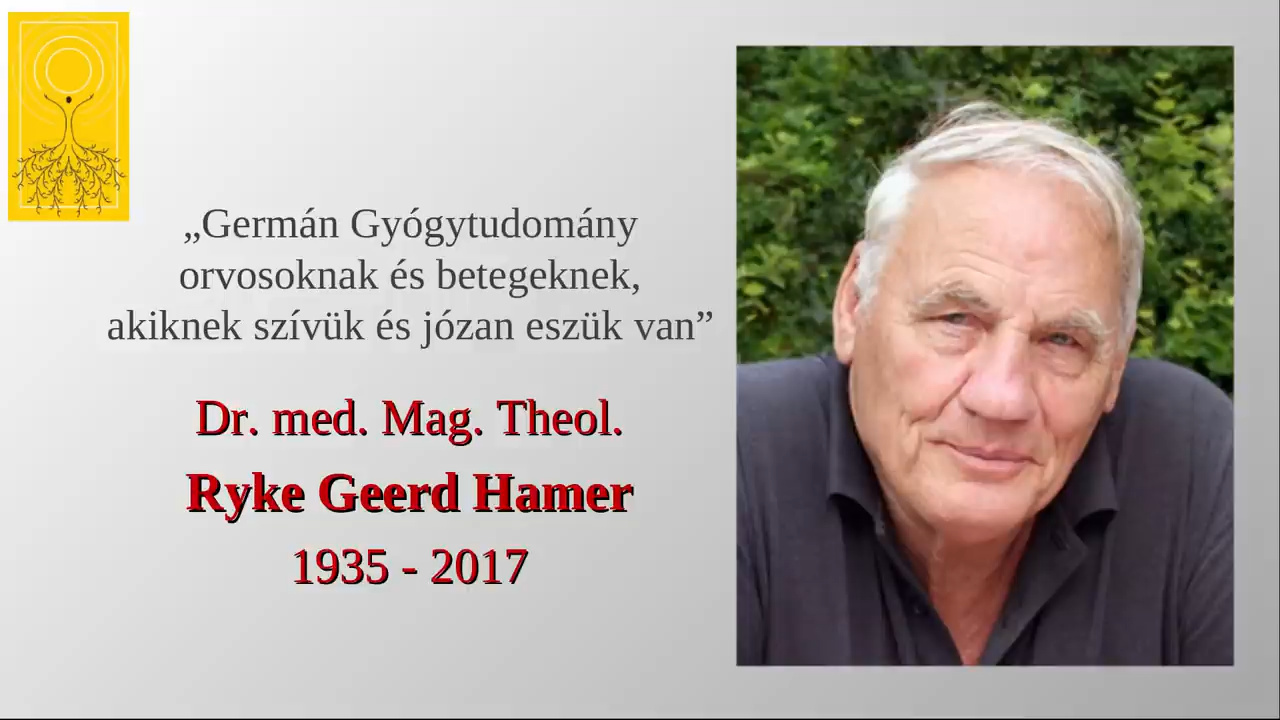 „Germán Gyógytudomány
orvosoknak és betegeknek,
akiknek szívük és józan eszük van”
Dr. med. Mag. Theol.
Ryke Geerd Hamer
1935 - 2017